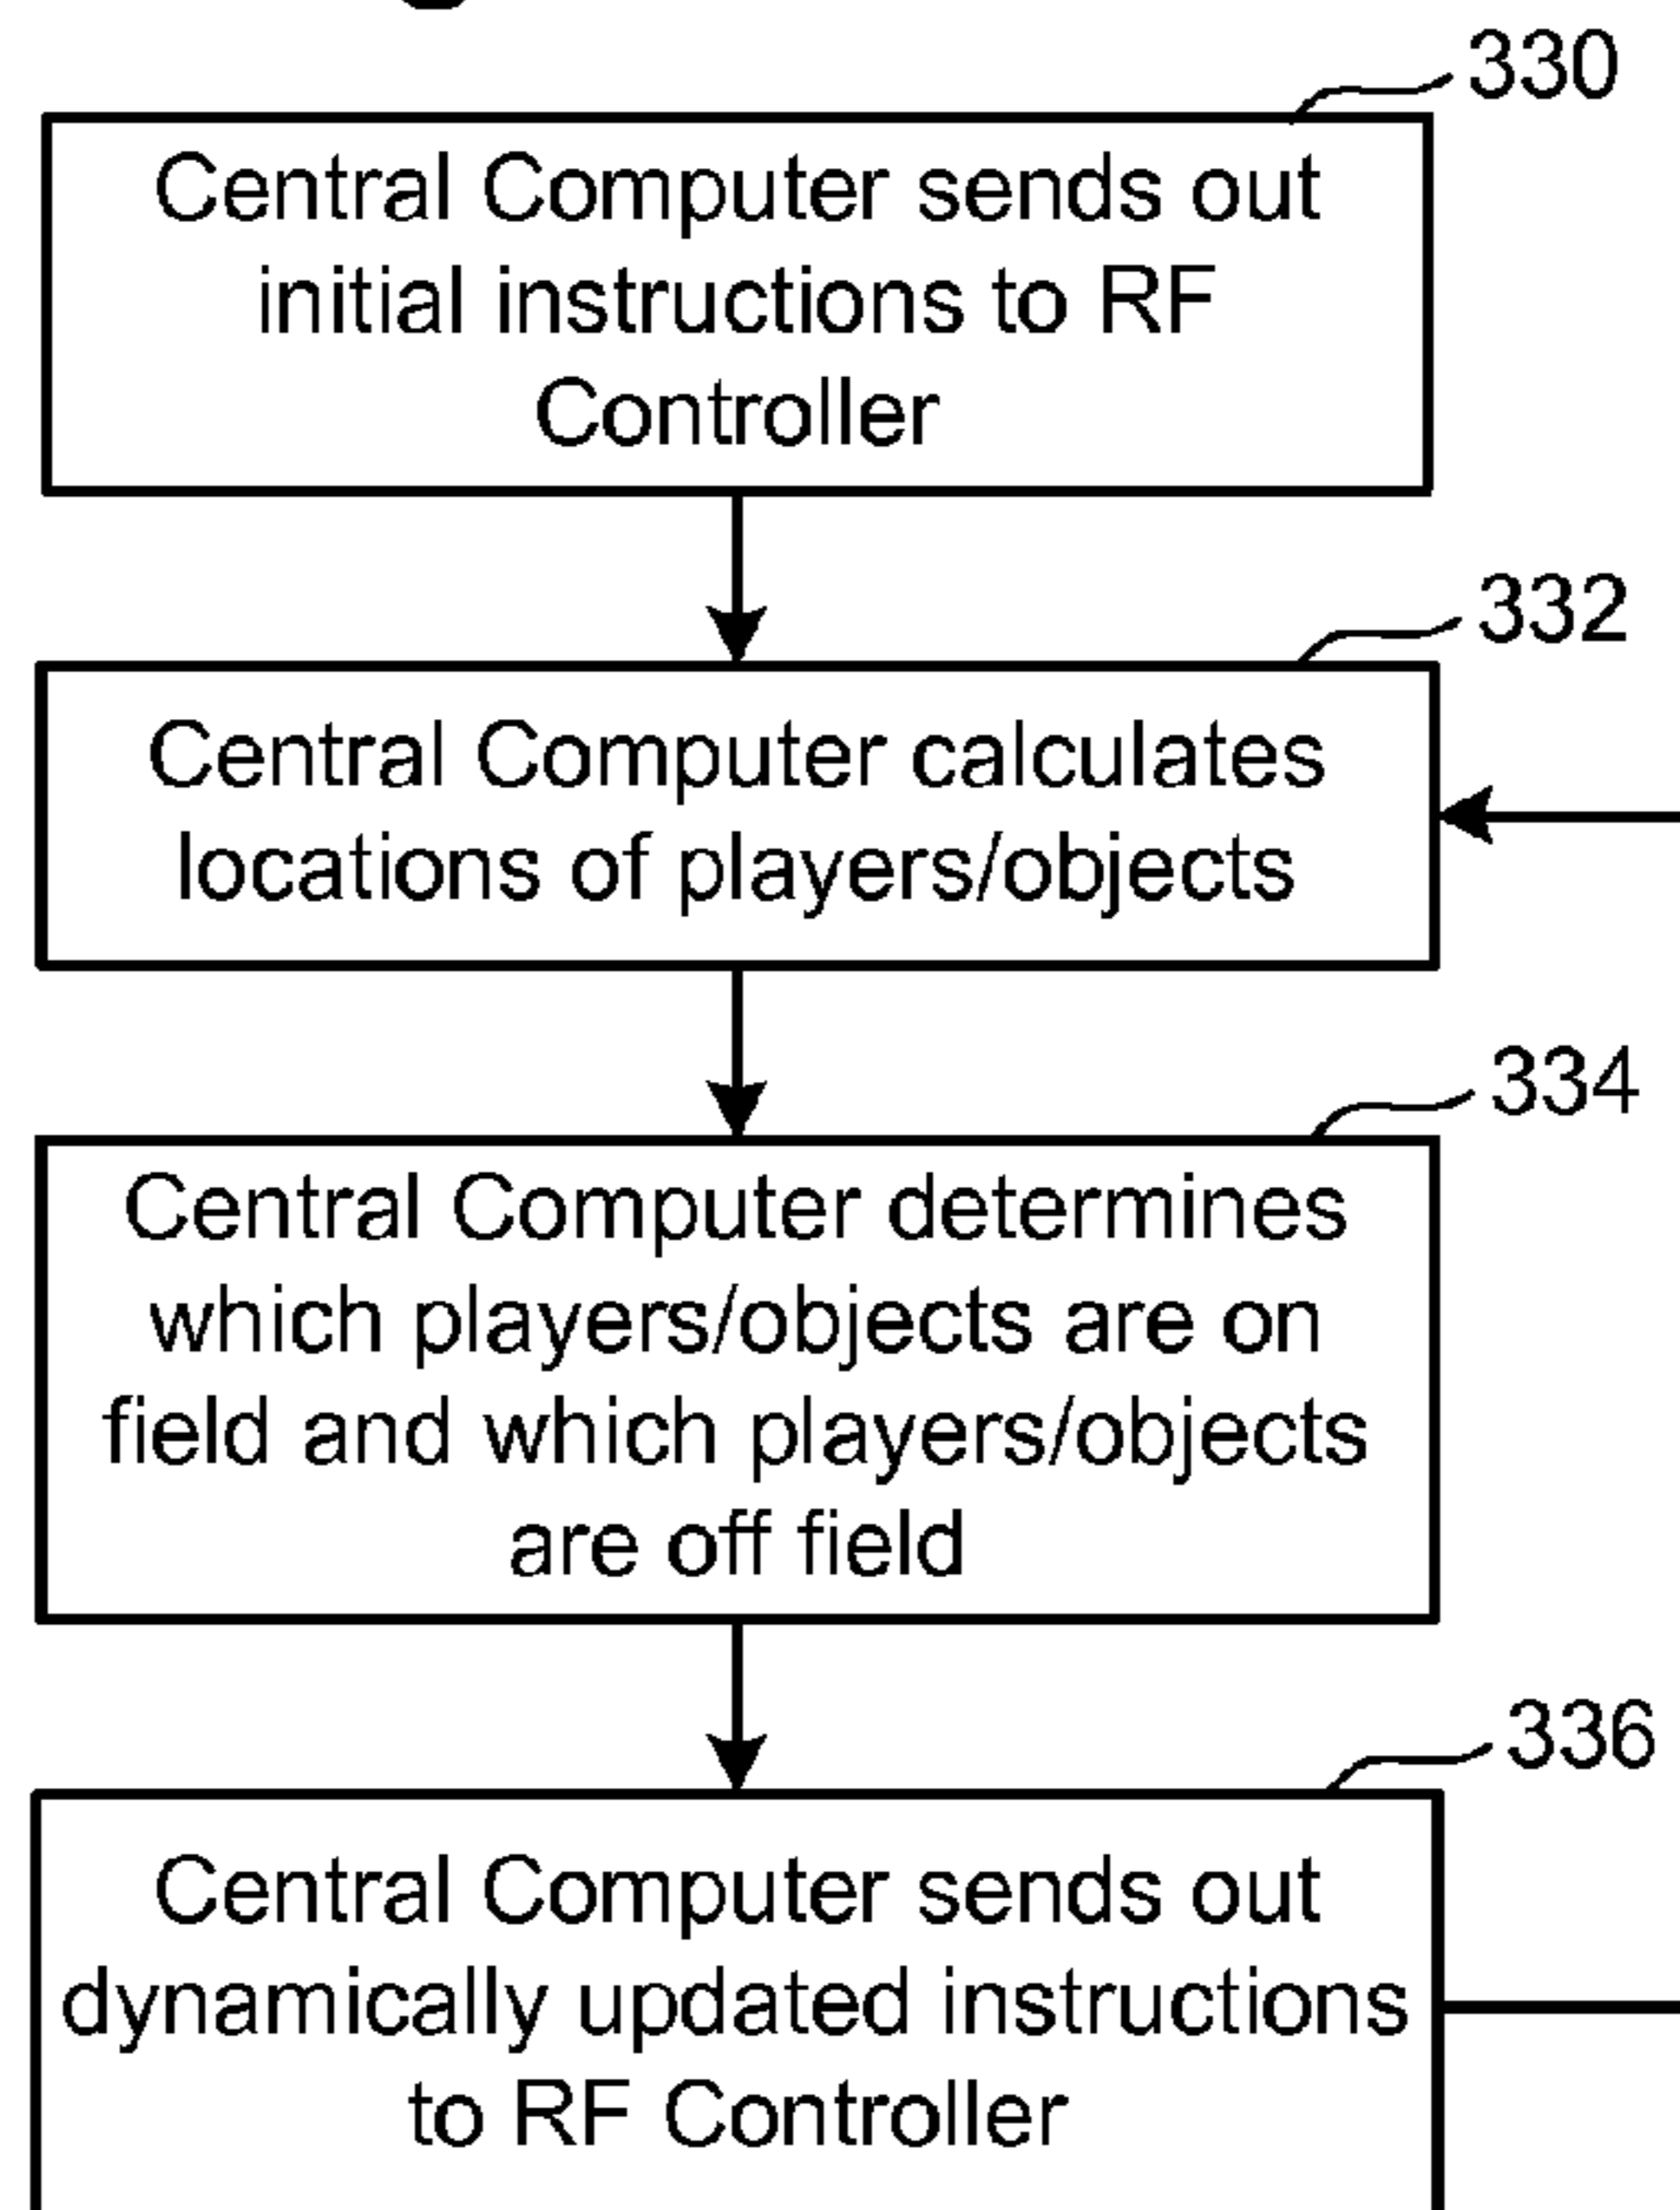 330
Central Computer sends out
initial instructions to RF
Controller
332
Central Computer calculates
locations of players/objects
334
Central Computer determines
which players/objects are on
field and which players/objects
are off field
336
Central Computer sends out
dynamically updated instructions
to RF Controller